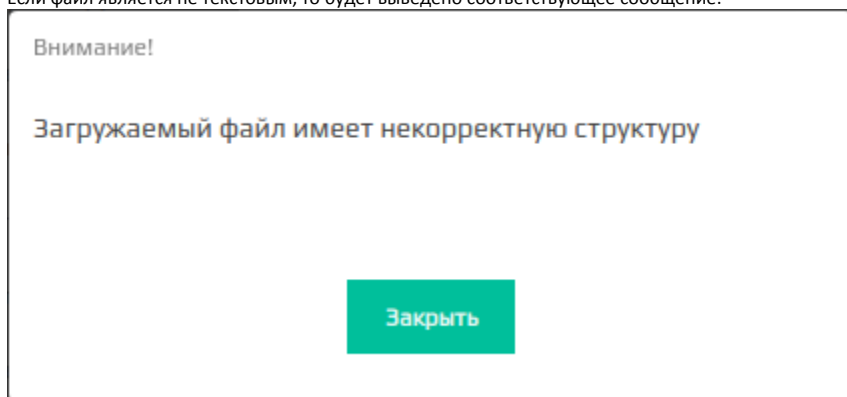 Если файл является не текстовым, то будет выведено соответствующее сообщение:
Внимание!
Загружаемый файл имеет некорректную структуру
Закрыть